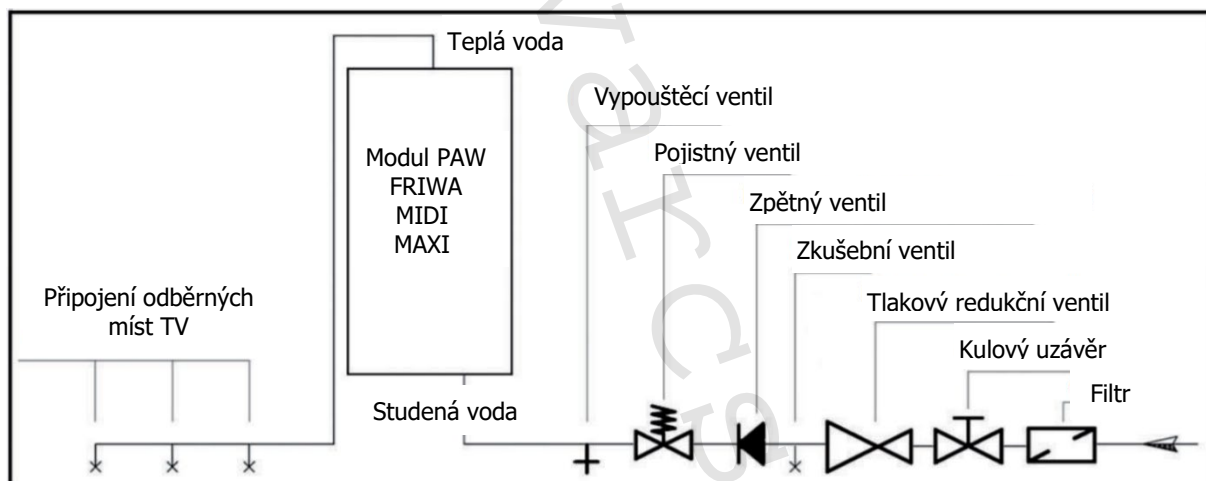 Teplá voda
Vypouštěcí ventil
Modul PAW
FRIWA
MIDI
MAXI
Pojistný ventil
Zpětný ventil
Zkušební ventil
Připojení odběrných
míst TV
Tlakový redukční ventil
Kulový uzávěr
Filtr
Studená voda